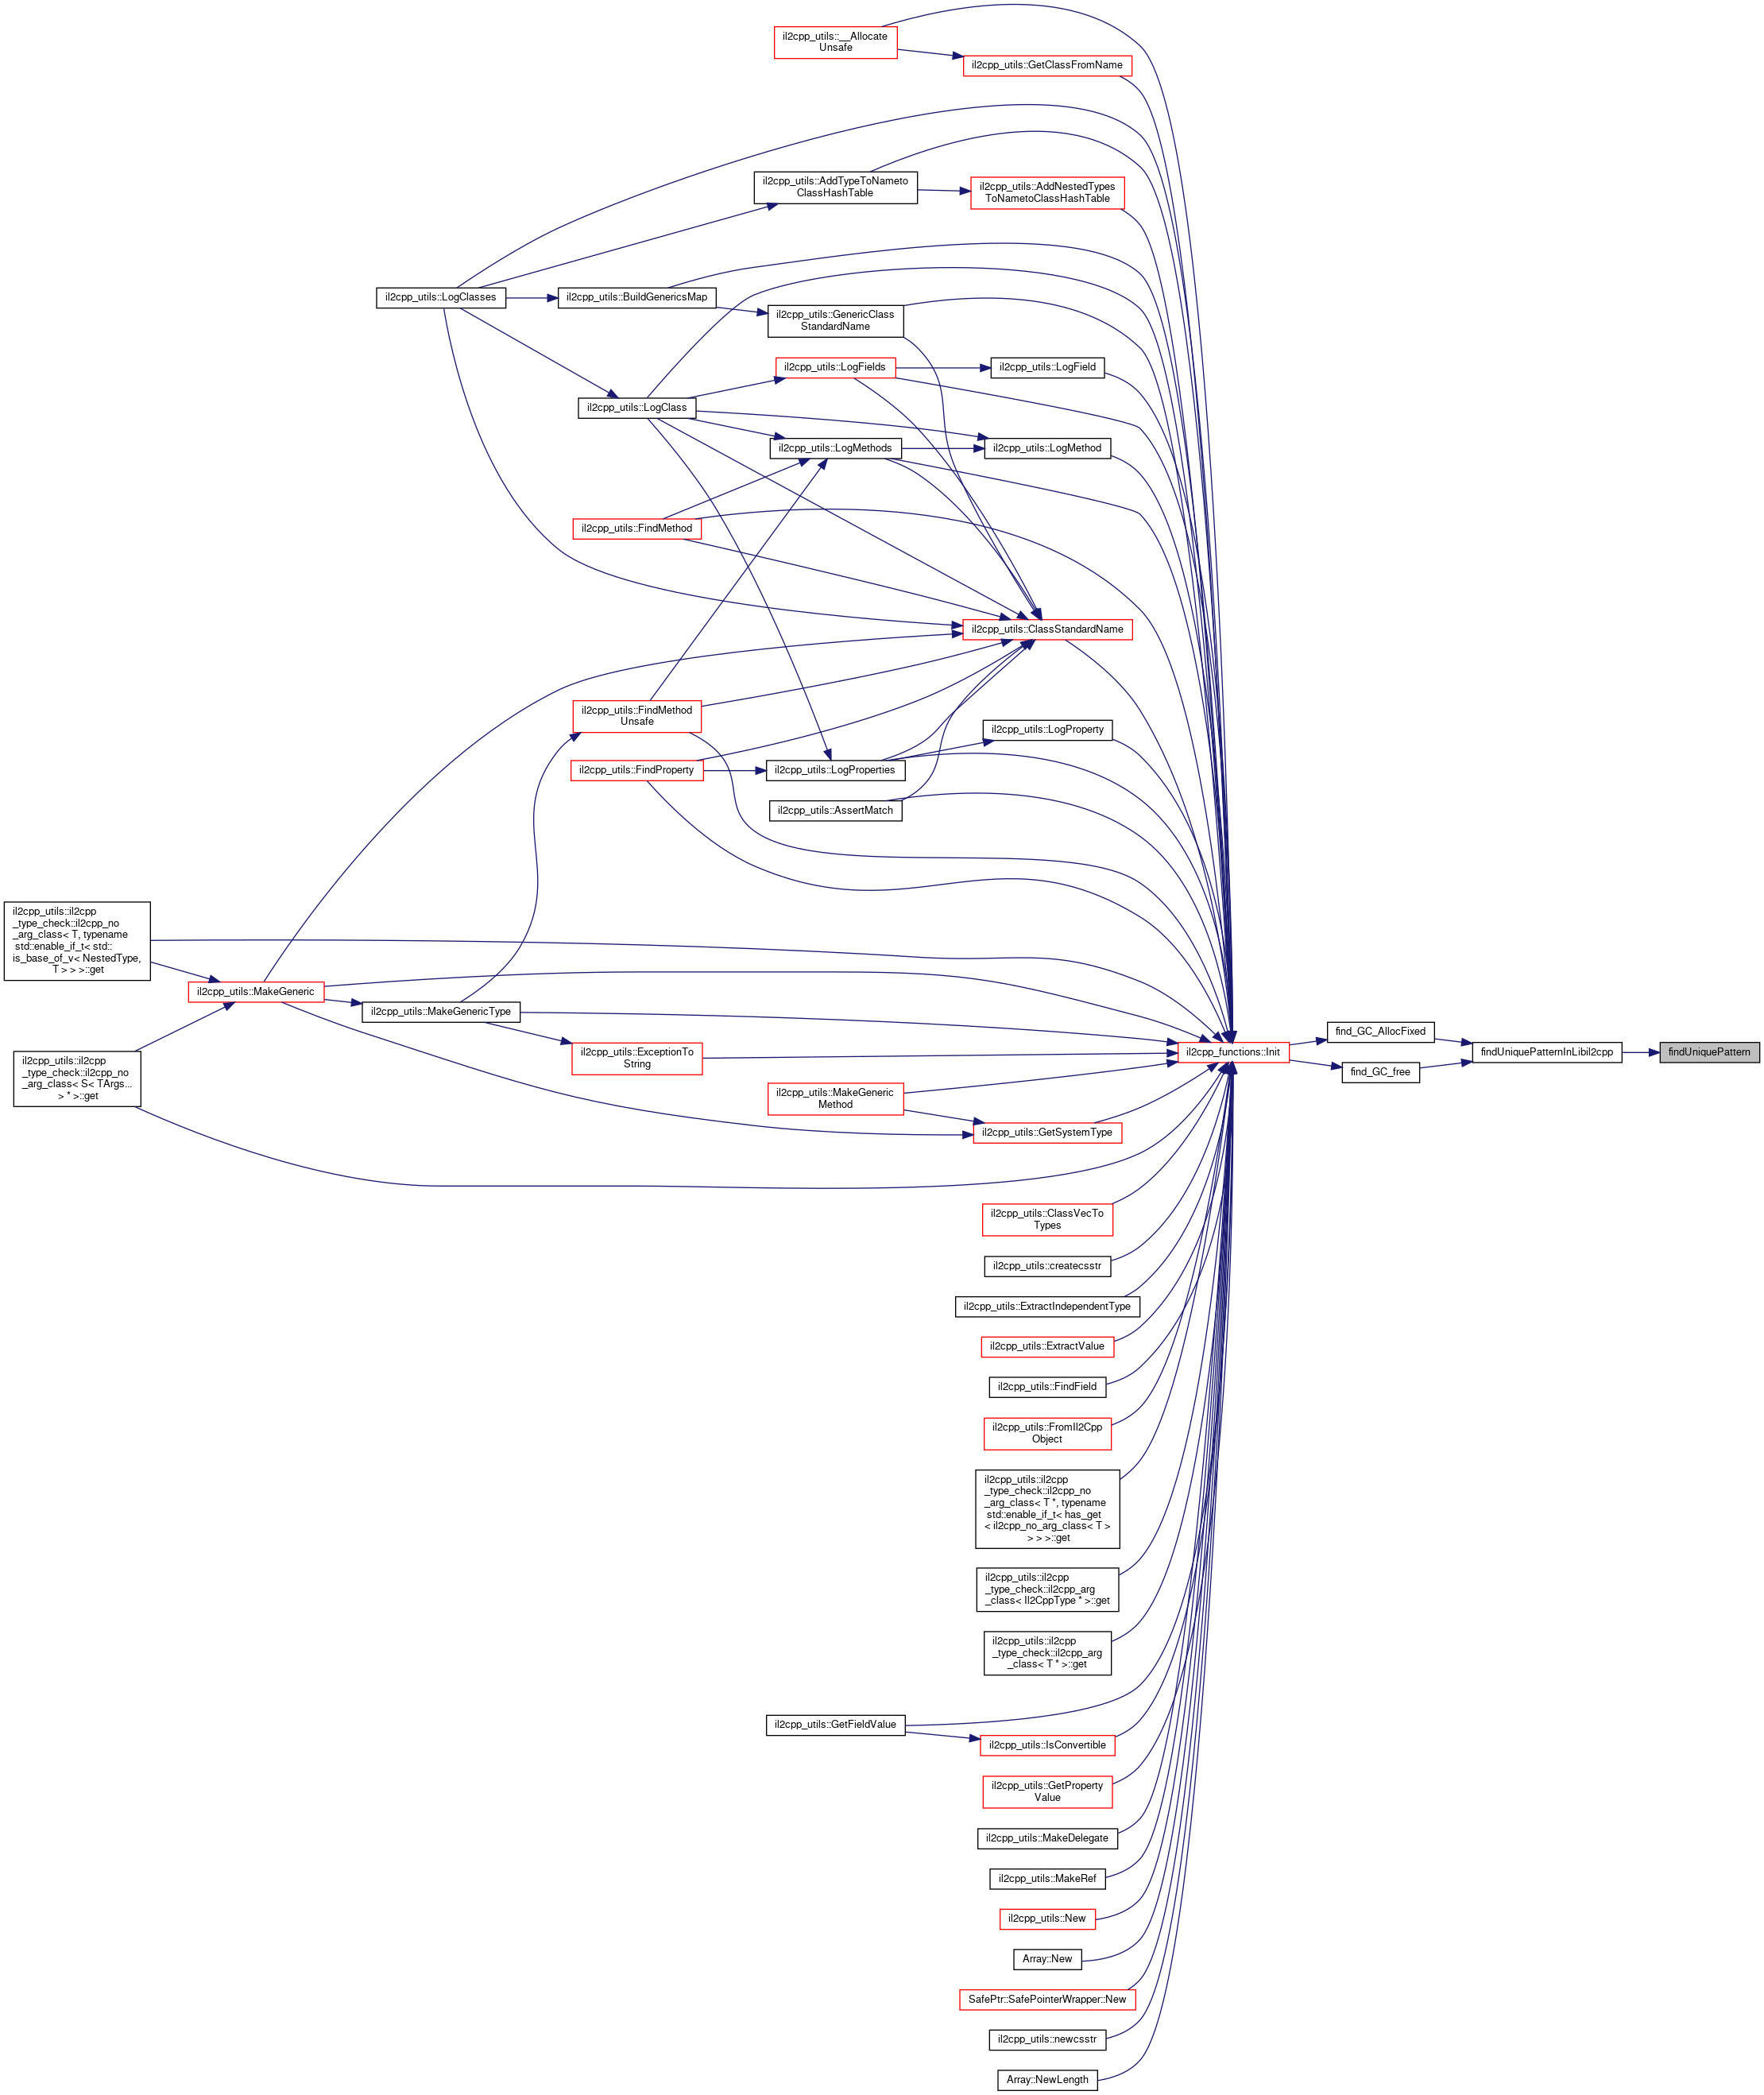 il2cpp_utils::__Allocate
Unsafe
il2cpp_utils::GetClassFromName
il2cpp_utils::AddTypeToNameto
ClassHashTable
il2cpp_utils::AddNestedTypes
ToNametoClassHashTable
il2cpp_utils::LogClasses
il2cpp_utils::BuildGenericsMap
il2cpp_utils::GenericClass
StandardName
il2cpp_utils::LogFields
il2cpp_utils::LogField
il2cpp_utils::LogClass
il2cpp_utils::LogMethods
il2cpp_utils::LogMethod
il2cpp_utils::FindMethod
il2cpp_utils::ClassStandardName
il2cpp_utils::FindMethod
Unsafe
il2cpp_utils::LogProperty
il2cpp_utils::FindProperty
il2cpp_utils::LogProperties
il2cpp_utils::AssertMatch
il2cpp_utils::il2cpp
_type_check::il2cpp_no
_arg_class< T, typename
std::enable_if_t< std::
is_base_of_v< NestedType,
T > > >::get
il2cpp_utils::MakeGeneric
il2cpp_utils::MakeGenericType
il2cpp_utils::il2cpp
_type_check::il2cpp_no
_arg_class< S< TArgs...
> * >::get
il2cpp_utils::ExceptionTo
String
il2cpp_functions::Init
find_GC_AllocFixed
find_GC_free
findUniquePatternInLibil2cpp
findUniquePattern
il2cpp_utils::MakeGeneric
Method
il2cpp_utils::GetSystemType
il2cpp_utils::ClassVecTo
Types
il2cpp_utils::createcsstr
il2cpp_utils::ExtractIndependentType
il2cpp_utils::ExtractValue
il2cpp_utils::FindField
il2cpp_utils::FromIl2Cpp
Object
il2cpp_utils::il2cpp
_type_check::il2cpp_no
_arg_class< T *, typename
std::enable_if_t< has_get
< il2cpp_no_arg_class< T >
> > >::get
il2cpp_utils::il2cpp
_type_check::il2cpp_arg
_class< Il2CppType * >::get
il2cpp_utils::il2cpp
_type_check::il2cpp_arg
_class< T * >::get
il2cpp_utils::GetFieldValue
il2cpp_utils::IsConvertible
il2cpp_utils::GetProperty
Value
il2cpp_utils::MakeDelegate
il2cpp_utils::MakeRef
il2cpp_utils::New
Array::New
SafePtr::SafePointerWrapper::New
il2cpp_utils::newcsstr
Array::NewLength